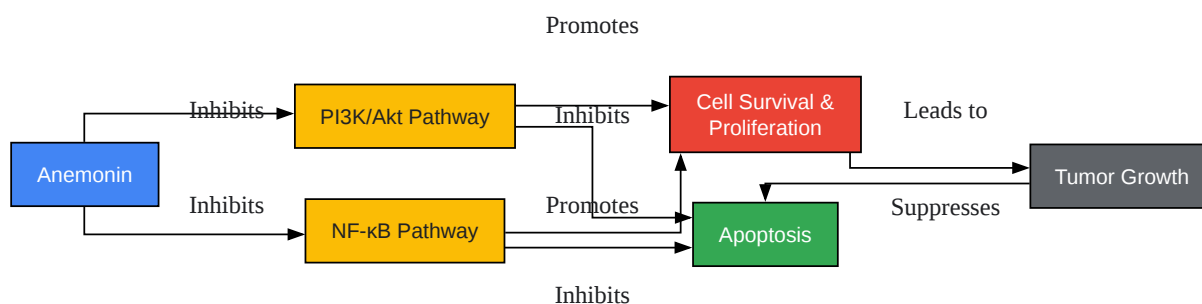 Promotes
Inhibits
PI3K/Akt Pathway
Inhibits
Cell Survival &
Proliferation
Leads to
Anemonin
Tumor Growth
Inhibits
NF-κB Pathway
Promotes
Apoptosis
Suppresses
Inhibits